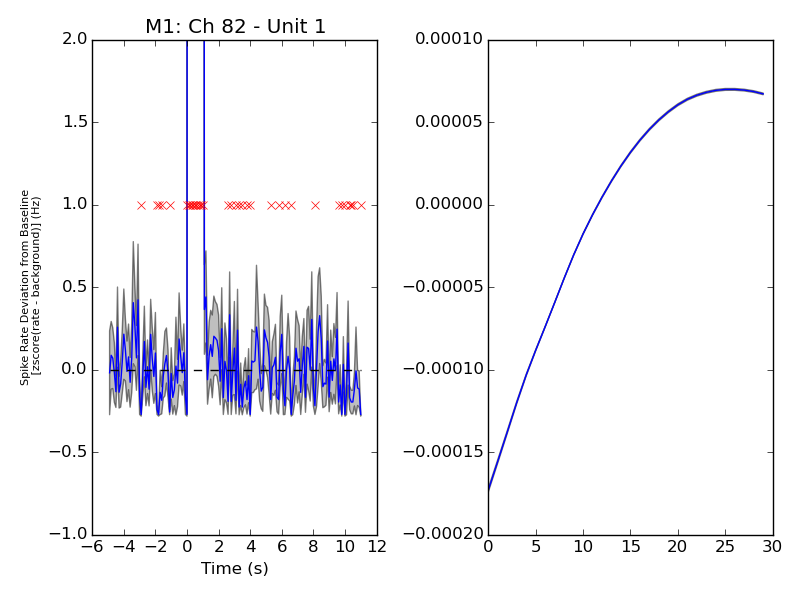 M1: Ch 82 - Unit 1
Spike Rate Deviation from Baseline
[zscore(rate - background)] (Hz)
2.0
1.5
1.0
0.5
0.0
−0.5
−1.0
−6 −4 −2 0 2 4 6 8 10 12
Time (s)
0.00010
0.00005
0.00000
−0.00005
−0.00010
−0.00015
−0.00020
0 5 10 15 20 25 30